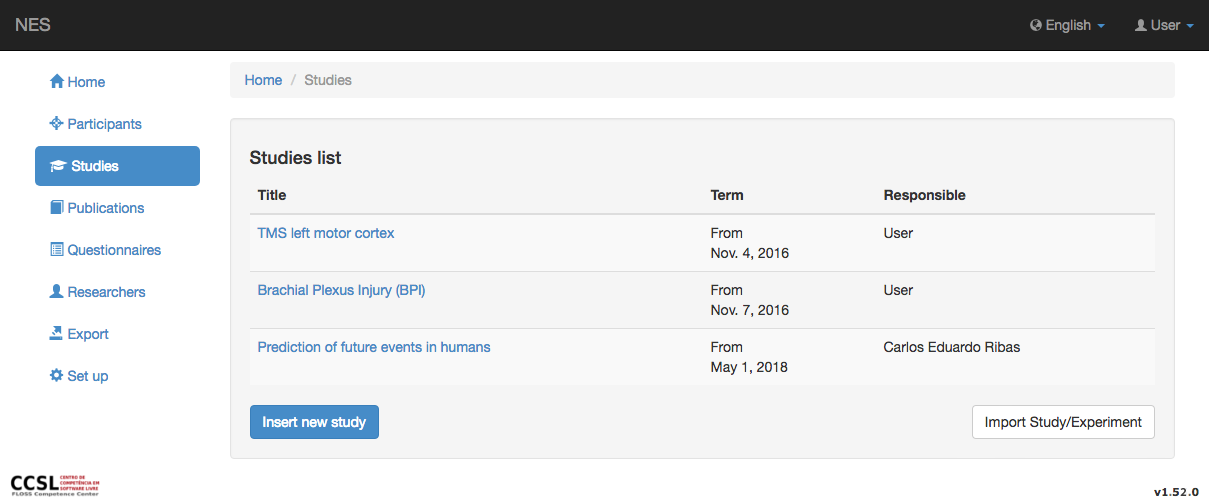 NES
English
User
Home
Participants
Studies
Publications
Questionnaires
Researchers
Export
Set up
Home / Studies
Studies list
Title Term Responsible
TMS left motor cortex From User
Nov. 4, 2016
Brachial Plexus Injury (BPI) From User
Nov. 7, 2016
Prediction of future events in humans From Carlos Eduardo Ribas
May 1, 2018
Insert new study
Import Study/Experiment
CCSL
CENTRO DE
COMPETÊNCIA EM
SOFTWARE LIVRE
FLOSS Competence Center
v1.52.0